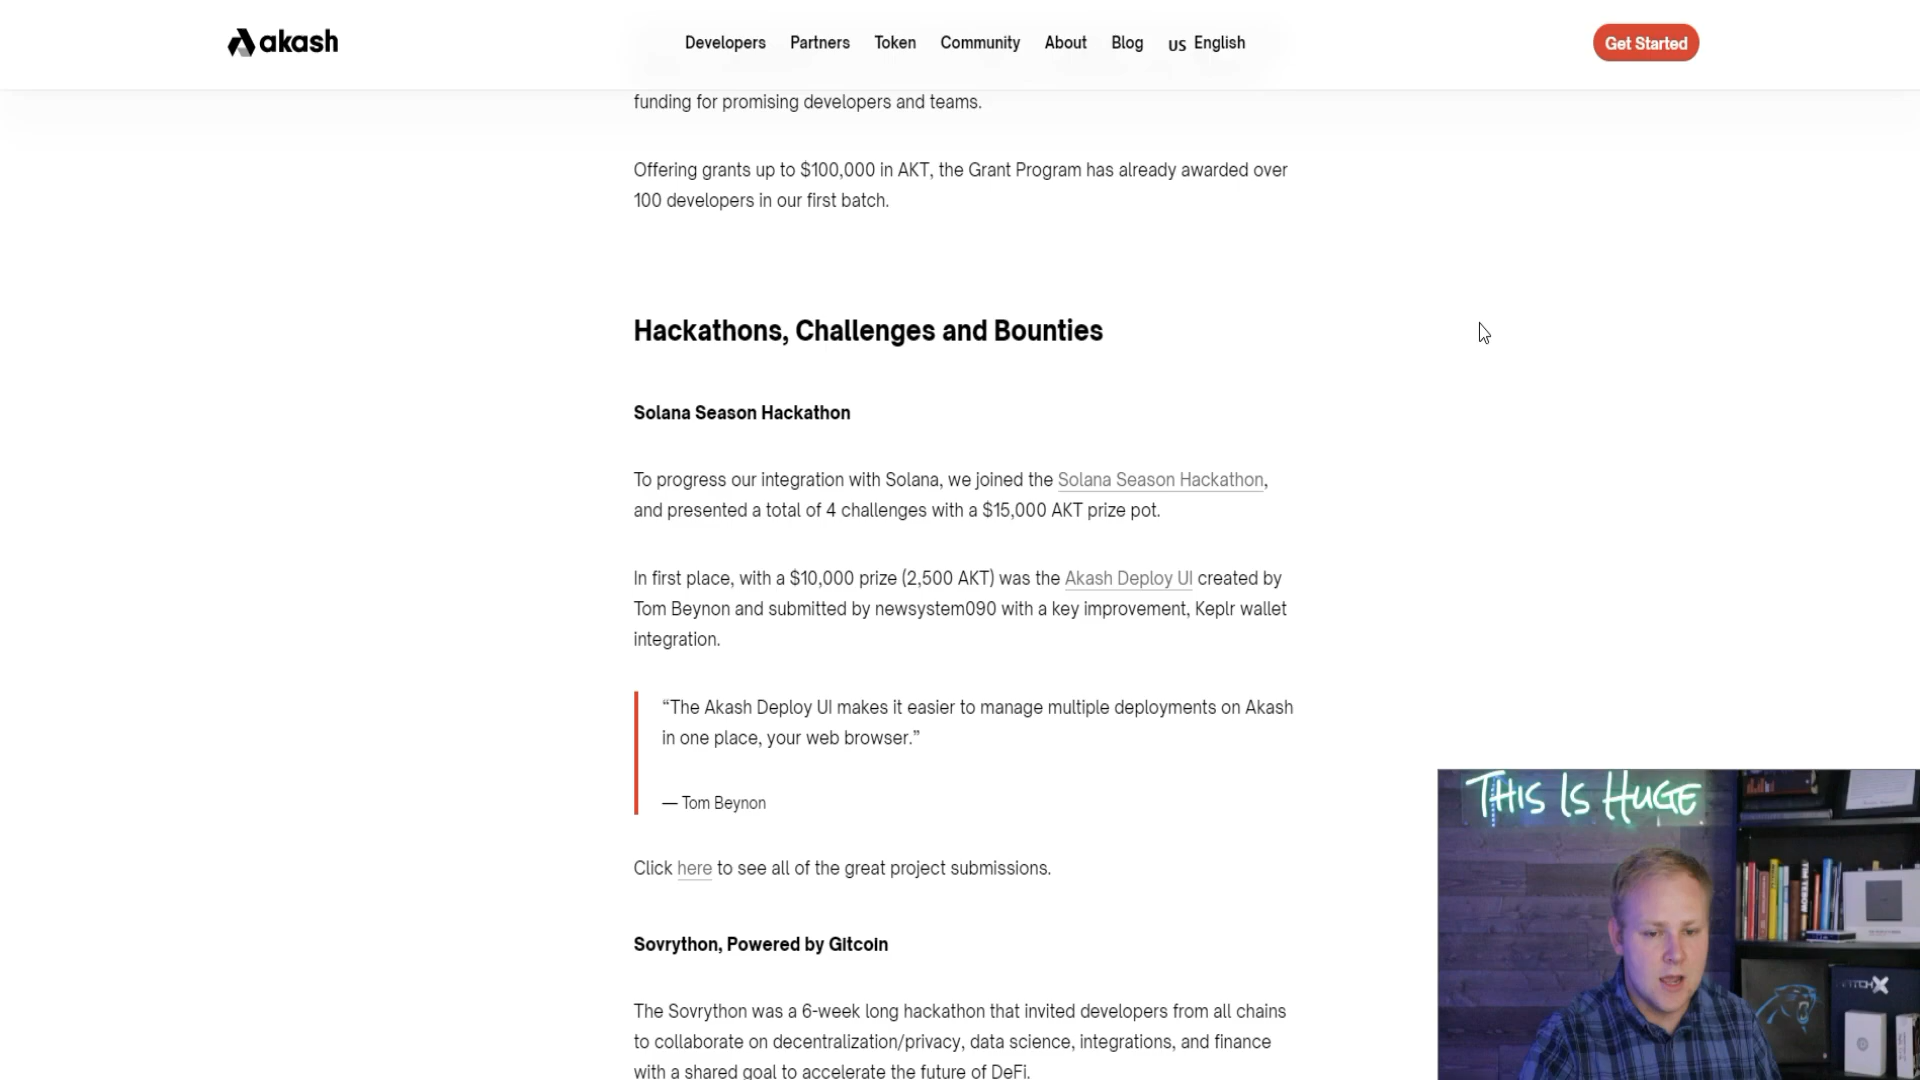 akash
Developers Partners Token Community About Blog US English
Get Started
funding for promising developers and teams.
Offering grants up to $100,000 in AKT, the Grant Program has already awarded over
100 developers in our first batch.
Hackathons, Challenges and Bounties
Solana Season Hackathon
To progress our integration with Solana, we joined the Solana Season Hackathon,
and presented a total of 4 challenges with a $15,000 AKT prize pot.
In first place, with a $10,000 prize (2,500 AKT) was the Akash Deploy UI created by
Tom Beynon and submitted by newsystem090 with a key improvement, Keplr wallet
integration.
“The Akash Deploy UI makes it easier to manage multiple deployments on Akash
in one place, your web browser.”
— Tom Beynon
Click here to see all of the great project submissions.
Sovrython, Powered by Gitcoin
The Sovrython was a 6-week long hackathon that invited developers from all chains
to collaborate on decentralization/privacy, data science, integrations, and finance
with a shared goal to accelerate the future of DeFi.
THIS IS HUGE